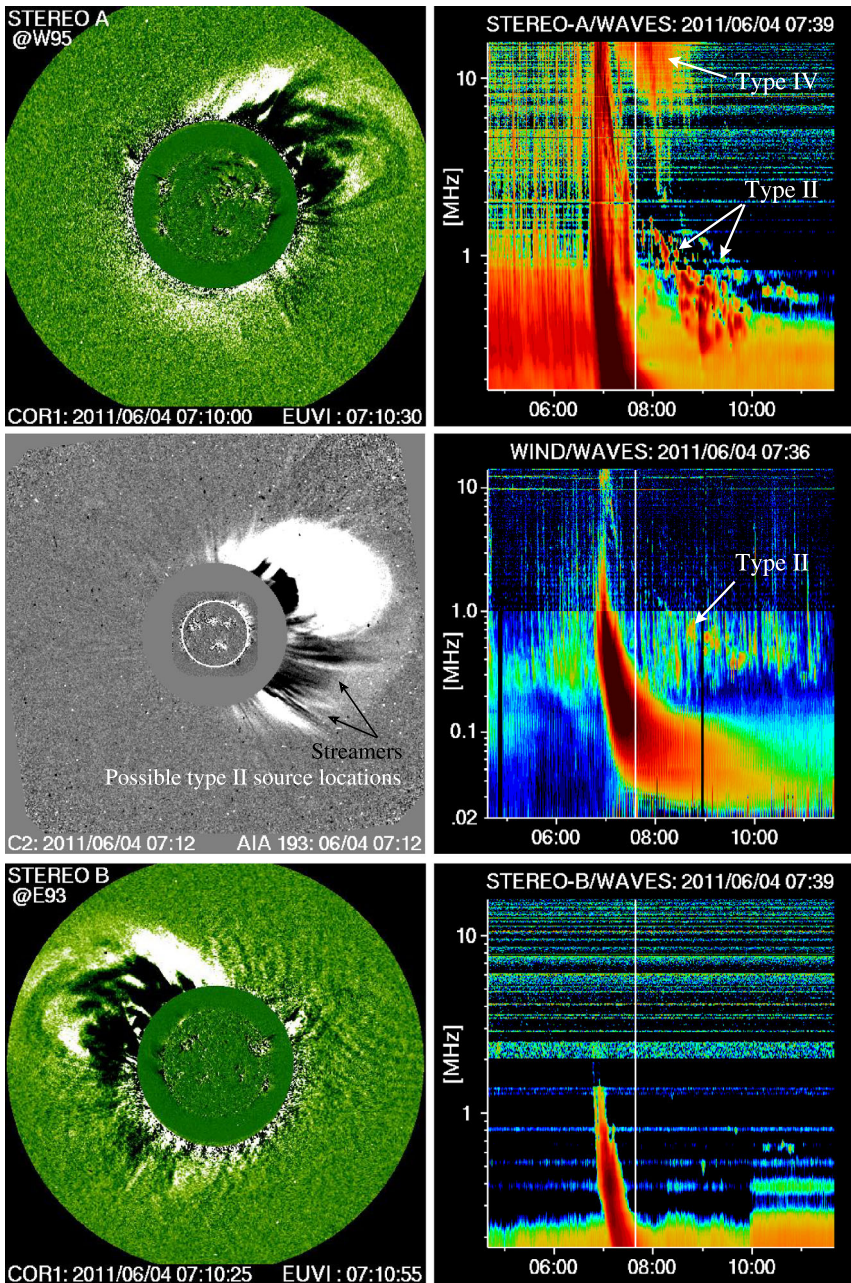 STEREO A
@W95
COR1: 2011/06/04 07:10:00 EUVI : 07:10:30
STEREO-A/WAVES: 2011/06/04 07:39
Type IV
Type II
[MHz]
10
1
06:00 08:00 10:00
Streamers
Possible type II source locations
C2: 2011/06/04 07:12 AIA 193: 06/04 07:12
WIND/WAVES: 2011/06/04 07:36
Type II
[MHz]
10
1.0
0.1
.02
06:00 08:00 10:00
STEREO B
@E93
COR1: 2011/06/04 07:10:25 EUVI : 07:10:55
STEREO-B/WAVES: 2011/06/04 07:39
[MHz]
10
1
06:00 08:00 10:00